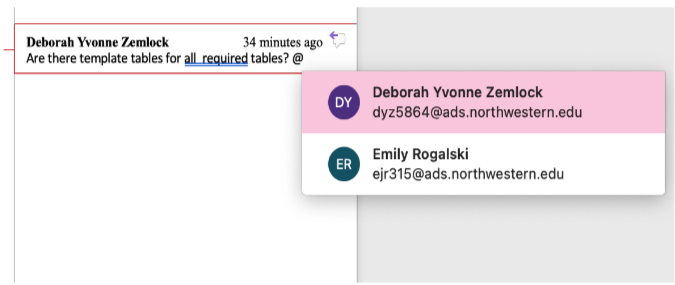 Deborah Yvonne Zemlock 34 minutes ago
Are there template tables for all required tables? @
DY Deborah Yvonne Zemlock
dyz5864@ads.northwestern.edu
ER Emily Rogalski
ejr315@ads.northwestern.edu